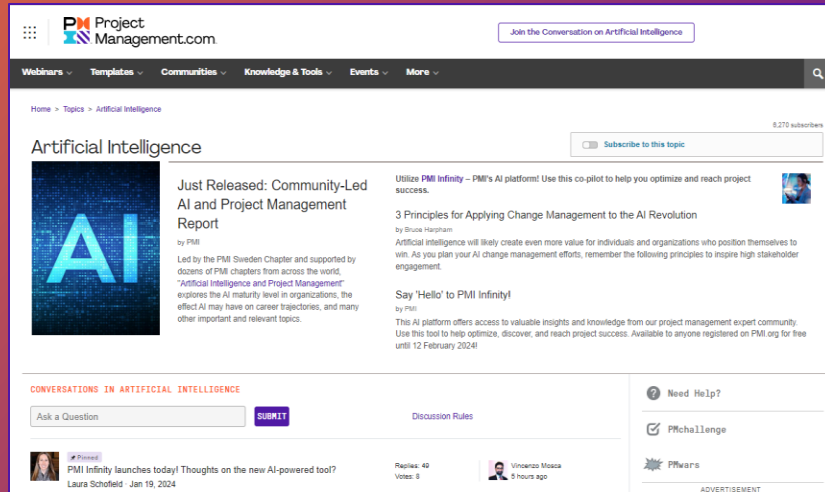 PM Project
Management.com
Join the Conversation on Artificial Intelligence
Webinars Templates Communities Knowledge & Tools Events More
Home > Topics > Artificial Intelligence
8,270 subscribers
Artificial Intelligence
Subscribe to this topic
AI
Just Released: Community-Led
AI and Project Management
Report
by PMI
Led by the PMI Sweden Chapter and supported by
dozens of PMI chapters from across the world,
"Artificial Intelligence and Project Management"
explores the AI maturity level in organizations, the
effect AI may have on career trajectories, and many
other important and relevant topics.
Utilize PMI Infinity – PMI's AI platform! Use this co-pilot to help you optimize and reach project
success.
3 Principles for Applying Change Management to the AI Revolution
by Bruce Harpham
Artificial intelligence will likely create even more value for individuals and organizations who position themselves to
win. As you plan your AI change management efforts, remember the following principles to inspire high stakeholder
engagement.
Say 'Hello' to PMI Infinity!
by PMI
This AI platform offers access to valuable insights and knowledge from our project management expert community.
Use this tool to help optimize, discover, and reach project success. Available to anyone registered on PMI.org for free
until 12 February 2024!
CONVERSATIONS IN ARTIFICIAL INTELLIGENCE
Ask a Question
SUBMIT
Discussion Rules
Pinned
PMI Infinity launches today! Thoughts on the new AI-powered tool?
Laura Schofield · Jan 19, 2024
Replies: 49
Votes: 8
Vincenzo Mosca
5 hours ago
Need Help?
PMchallenge
PMwars
ADVERTISEMENT